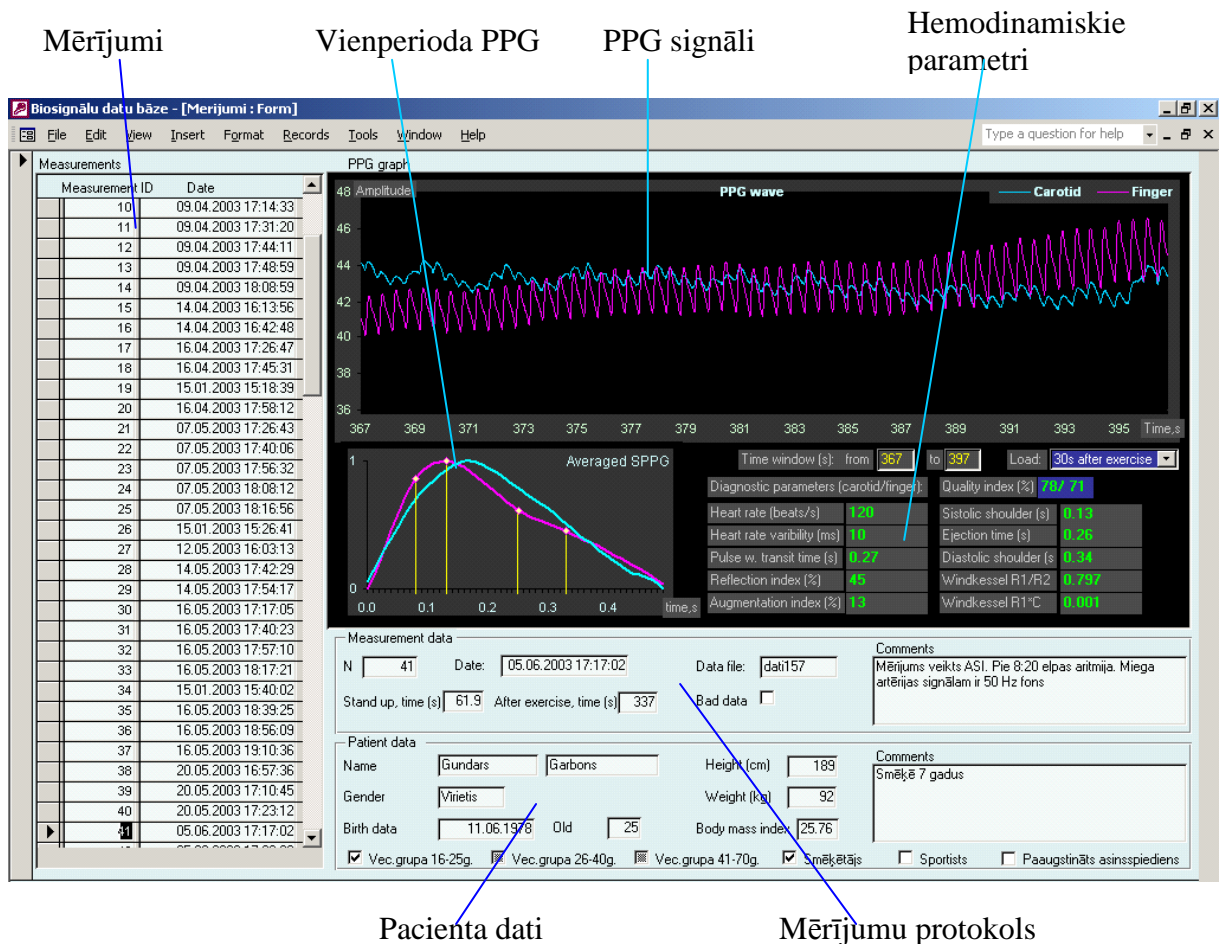 Mērījumi
Vienperioda PPG
PPG signāli
Hemodinamiskie
parametri
Biosignālu datu bāze - [Merijumi : Form]
File Edit View Insert Format Records Tools Window Help
Type a question for help
Measurements
Measurement ID Date
10 09.04.2003 17:14:33
11 09.04.2003 17:31:20
12 09.04.2003 17:44:11
13 09.04.2003 17:48:59
14 09.04.2003 18:08:59
15 14.04.2003 16:13:56
16 14.04.2003 16:42:48
17 16.04.2003 17:26:47
18 16.04.2003 17:45:31
19 15.01.2003 15:18:39
20 16.04.2003 17:58:12
21 07.05.2003 17:26:43
22 07.05.2003 17:40:06
23 07.05.2003 17:56:32
24 07.05.2003 18:08:12
25 07.05.2003 18:16:56
26 15.01.2003 15:26:41
27 12.05.2003 16:03:13
28 14.05.2003 17:42:29
29 14.05.2003 17:54:17
30 16.05.2003 17:17:05
31 16.05.2003 17:40:23
32 16.05.2003 17:57:10
33 16.05.2003 18:17:21
34 15.01.2003 15:40:02
35 16.05.2003 18:39:25
36 16.05.2003 18:56:09
37 16.05.2003 19:10:36
38 20.05.2003 16:57:36
39 20.05.2003 17:10:45
40 20.05.2003 17:23:12
41 05.06.2003 17:17:02
PPG graph
48 Amplitude PPG wave Carotid Finger
46
44
42
40
38
36
367 369 371 373 375 377 379 381 383 385 387 389 391 393 395 Time,s
1 Averaged SPPG
0
0.0 0.1 0.2 0.3 0.4 time,s
Time window (s): from 367 to 397 Load: 30s after exercise
Diagnostic parameters (carotid/finger): Quality index (%) 78/ 71
Heart rate (beats/s) 120 Sistolic shoulder (s) 0.13
Heart rate varibility (ms) 10 Ejection time (s) 0.26
Pulse w. transit time (s) 0.27 Diastolic shoulder (s 0.34
Reflection index (%) 45 Windkessel R1/R2 0.797
Augmentation index (%) 13 Windkessel R1*C 0.001
Measurement data
N 41 Date: 05.06.2003 17:17:02 Data file: dati157
Stand up, time (s) 61.9 After exercise, time (s) 337 Bad data
Comments
Mērījums veikts ASI. Pie 8:20 elpas aritmija. Miega
artērijas signālam ir 50 Hz fons
Patient data
Name Gundars Garbons Height (cm) 189
Gender Vīrietis Weight (kg) 92
Birth data 11.06.1978 Old 25 Body mass index 25.76
Comments
Smēķē 7 gadus
Vec.grupa 16-25g. Vec.grupa 26-40g. Vec.grupa 41-70g. Smēķētājs Sportists Paaugstināts asinsspiediens
Pacienta dati
Mērījumu protokols